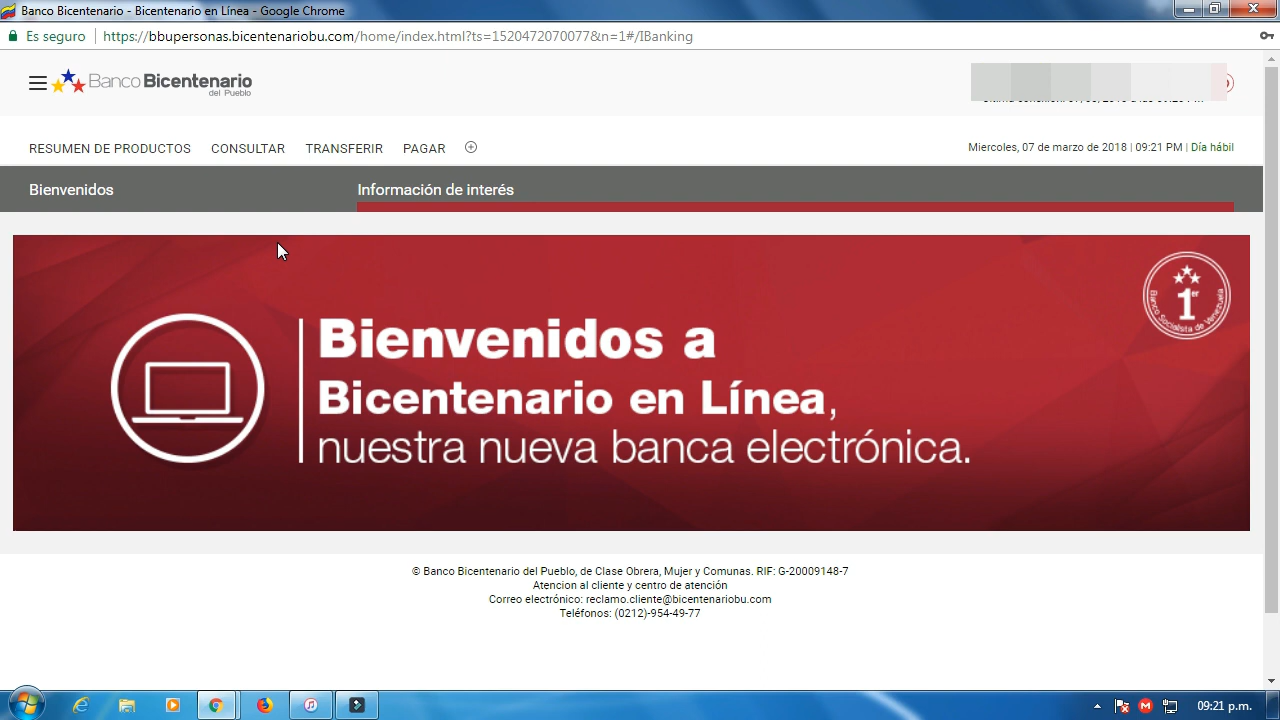 Banco Bicentenario - Bicentenario en Línea - Google Chrome
Es seguro | https://bbupersonas.bicentenariobu.com/home/index.html?ts=1520472070077&n=1#/IBanking
Banco Bicentenario
del Pueblo
RESUMEN DE PRODUCTOS CONSULTAR TRANSFERIR PAGAR
Miercoles, 07 de marzo de 2018 | 09:21 PM | Día hábil
Bienvenidos Información de interés
1er
Banco Socialista de Venezuela
Bienvenidos a
Bicentenario en Línea,
nuestra nueva banca electrónica.
© Banco Bicentenario del Pueblo, de Clase Obrera, Mujer y Comunas. RIF: G-20009148-7
Atencion al cliente y centro de atención
Correo electrónico: reclamo.cliente@bicentenariobu.com
Teléfonos: (0212)-954-49-77
09:21 p.m.